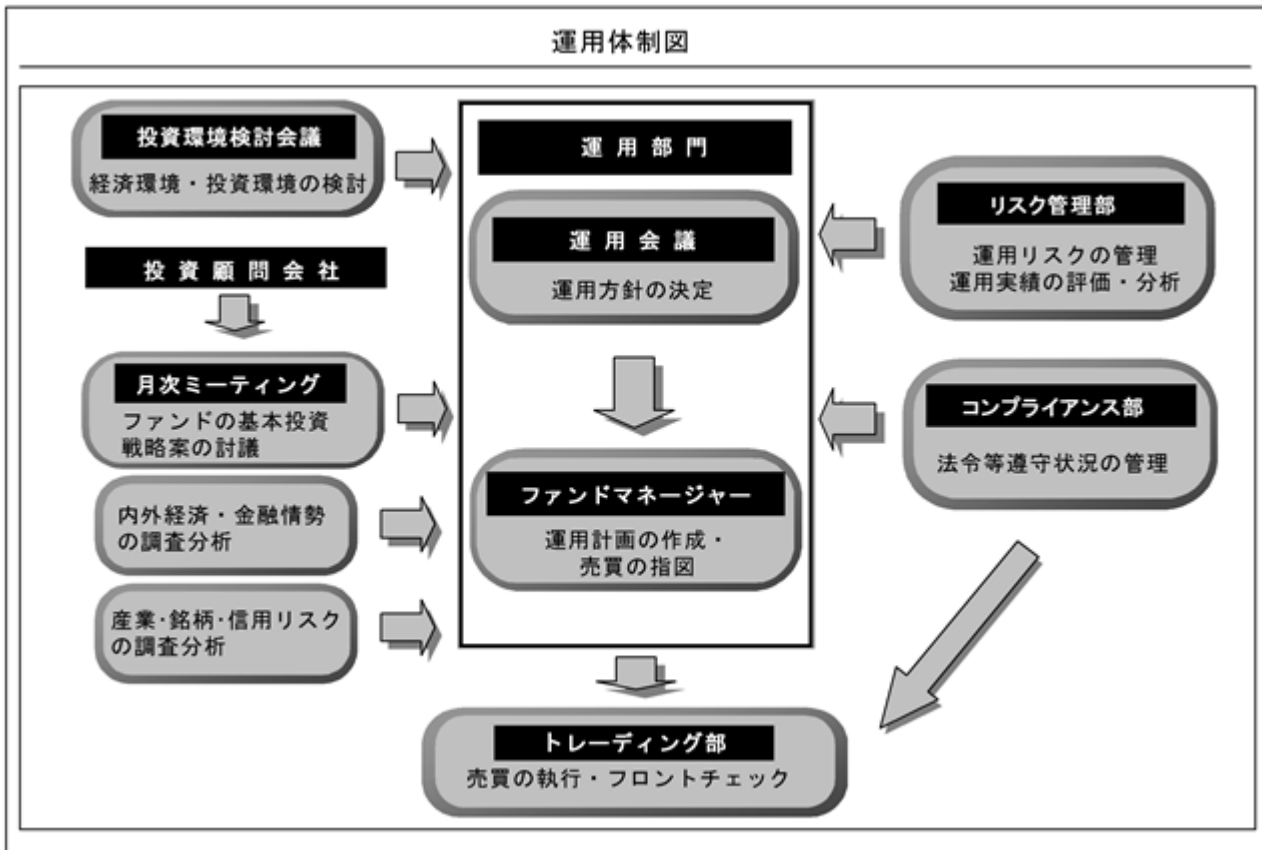 運用体制図
投資環境検討会議
経済環境・投資環境の検討
投資顧問会社
月次ミーティング
ファンドの基本投資
戦略案の討議
内外経済・金融情勢
の調査分析
産業・銘柄・信用リスク
の調査分析
運用部門
運用会議
運用方針の決定
ファンドマネージャー
運用計画の作成・
売買の指図
リスク管理部
運用リスクの管理
運用実績の評価・分析
コンプライアンス部
法令等遵守状況の管理
トレーディング部
売買の執行・フロントチェック